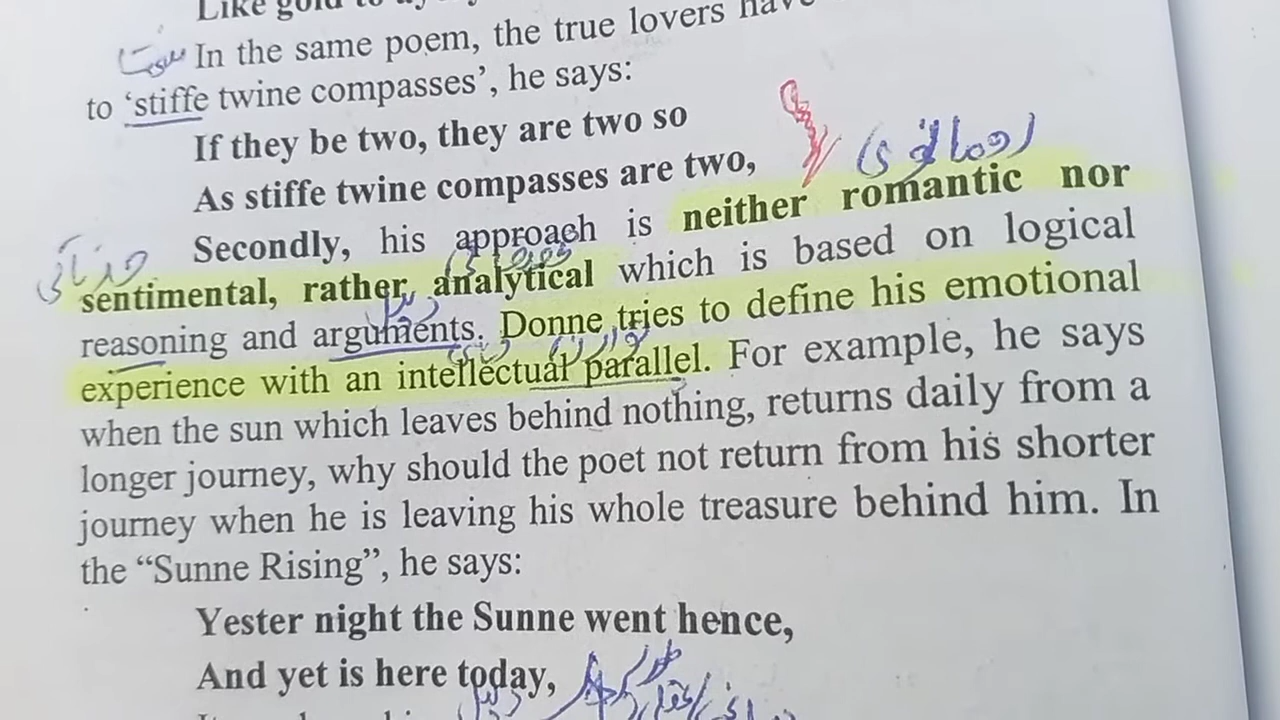 Like gold to
In the same poem, the true lovers have
to ‘stiffe twine compasses’, he says:
If they be two, they are two so
As stiffe twine compasses are two,
رومانوی
Secondly, his approach is neither romantic nor
جذباتی
sentimental, rather, analytical which is based on logical
reasoning and arguments. Donne tries to define his emotional
experience with an intellectual parallel. For example, he says
when the sun which leaves behind nothing, returns daily from a
longer journey, why should the poet not return from his shorter
journey when he is leaving his whole treasure behind him. In
the “Sunne Rising”, he says:
Yester night the Sunne went hence,
And yet is here today,